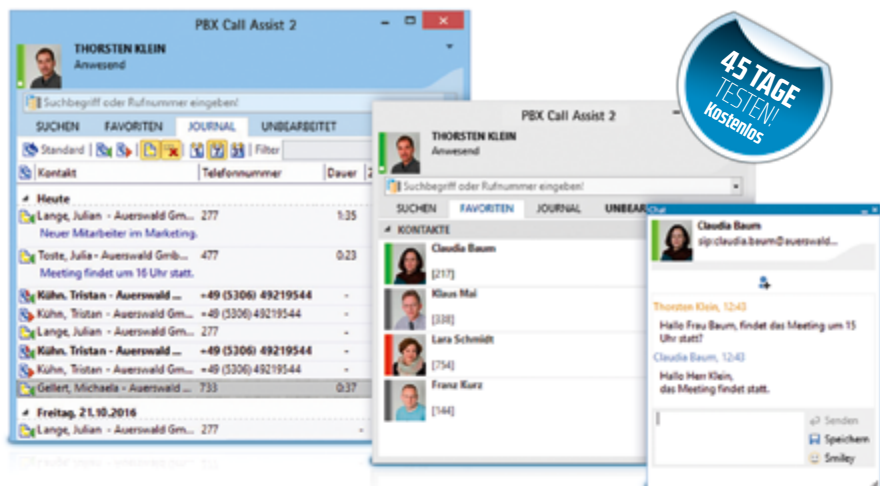 PBX Call Assist 2
THORSTEN KLEIN
Anwesend
Suchbegriff oder Rufnummer eingeben!
SUCHEN FAVORITEN JOURNAL UNBEARBEITET
Standard Filter
Kontakt Telefonnummer Dauer
Heute
Lange, Julian - Auerswald Gm... 277 1:35
Neuer Mitarbeiter im Marketing.
Toste, Julia - Auerswald Gmb... 477 0:23
Meeting findet um 16 Uhr statt.
Kühn, Tristan - Auerswald ... +49 (5306) 49219544 -
Kühn, Tristan - Auerswald ... +49 (5306) 49219544 -
Lange, Julian - Auerswald Gm... 277 -
Kühn, Tristan - Auerswald ... +49 (5306) 49219544 -
Kühn, Tristan - Auerswald ... +49 (5306) 49219544 -
Gellert, Michaela - Auerswald ... 733 0:37
Freitag, 21.10.2016
Lange, Julian - Auerswald Gm... 277 -
PBX Call Assist 2
THORSTEN KLEIN
Anwesend
Suchbegriff oder Rufnummer eingeben!
SUCHEN FAVORITEN JOURNAL UNBEAR
KONTAKTE
Claudia Baum
[217]
Klaus Mai
[338]
Lara Schmidt
[754]
Franz Kurz
[144]
45 TAGE
TESTEN!
Kostenlos
Chat
Claudia Baum
sip:claudia.baum@auerswald...
Thorsten Klein, 12:43
Hallo Frau Baum, findet das Meeting um 15
Uhr statt?
Claudia Baum, 12:43
Hallo Herr Klein,
das Meeting findet statt.
Senden
Speichern
Smiley